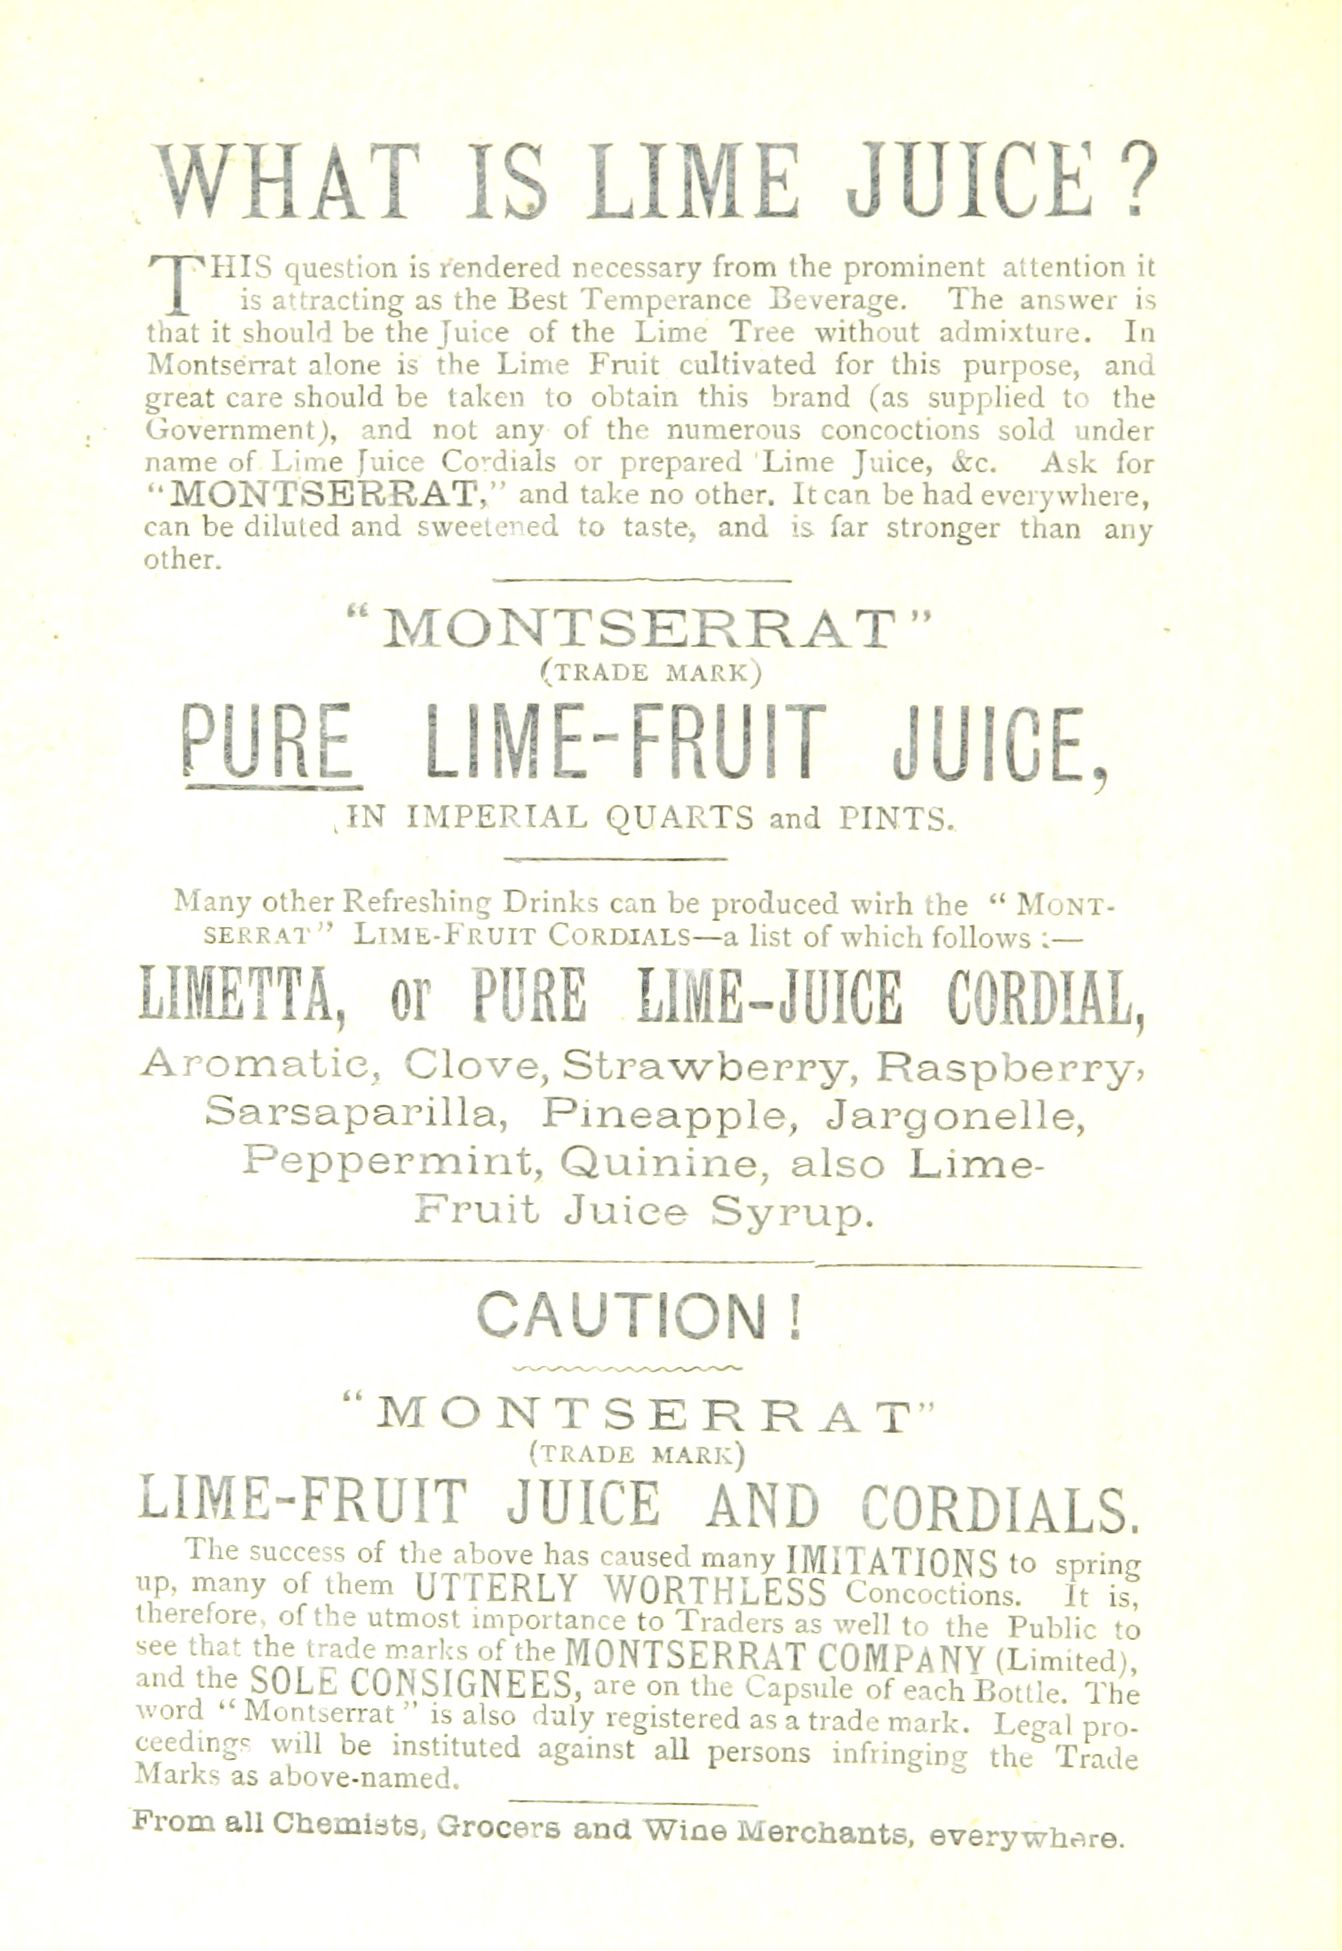 WHAT IS LIME JUICE?
THIS question is rendered necessary from the prominent attention it
is attracting as the Best Temperance Beverage. The answer is
that it should be the Juice of the Lime Tree without admixture. In
Montserrat alone is the Lime Fruit cultivated for this purpose, and
great care should be taken to obtain this brand (as supplied to the
Government), and not any of the numerous concoctions sold under
name of Lime Juice Cordials or prepared Lime Juice, &c. Ask for
"MONTSERRAT," and take no other. It can be had everywhere,
can be diluted and sweetened to taste, and is far stronger than any
other.
"MONTSERRAT"
(TRADE MARK)
PURE LIME-FRUIT JUICE,
IN IMPERIAL QUARTS and PINTS.
Many other Refreshing Drinks can be produced wirh the "MONT-
SERRAT" LIME-FRUIT CORDIALS—a list of which follows :—
LIMETTA, or PURE LIME-JUICE CORDIAL,
Aromatic, Clove, Strawberry, Raspberry,
Sarsaparilla, Pineapple, Jargonelle,
Peppermint, Quinine, also Lime-
Fruit Juice Syrup.
CAUTION!
"MONTSERRAT"
(TRADE MARK)
LIME-FRUIT JUICE AND CORDIALS.
The success of the above has caused many IMITATIONS to spring
up, many of them UTTERLY WORTHLESS Concoctions. It is,
therefore, of the utmost importance to Traders as well to the Public to
see that the trade marks of the MONTSERRAT COMPANY (Limited),
and the SOLE CONSIGNEES, are on the Capsule of each Bottle. The
word "Montserrat" is also duly registered as a trade mark. Legal pro-
ceedings will be instituted against all persons infringing the Trade
Marks as above-named.
From all Chemists, Grocers and Wine Merchants, everywhere.